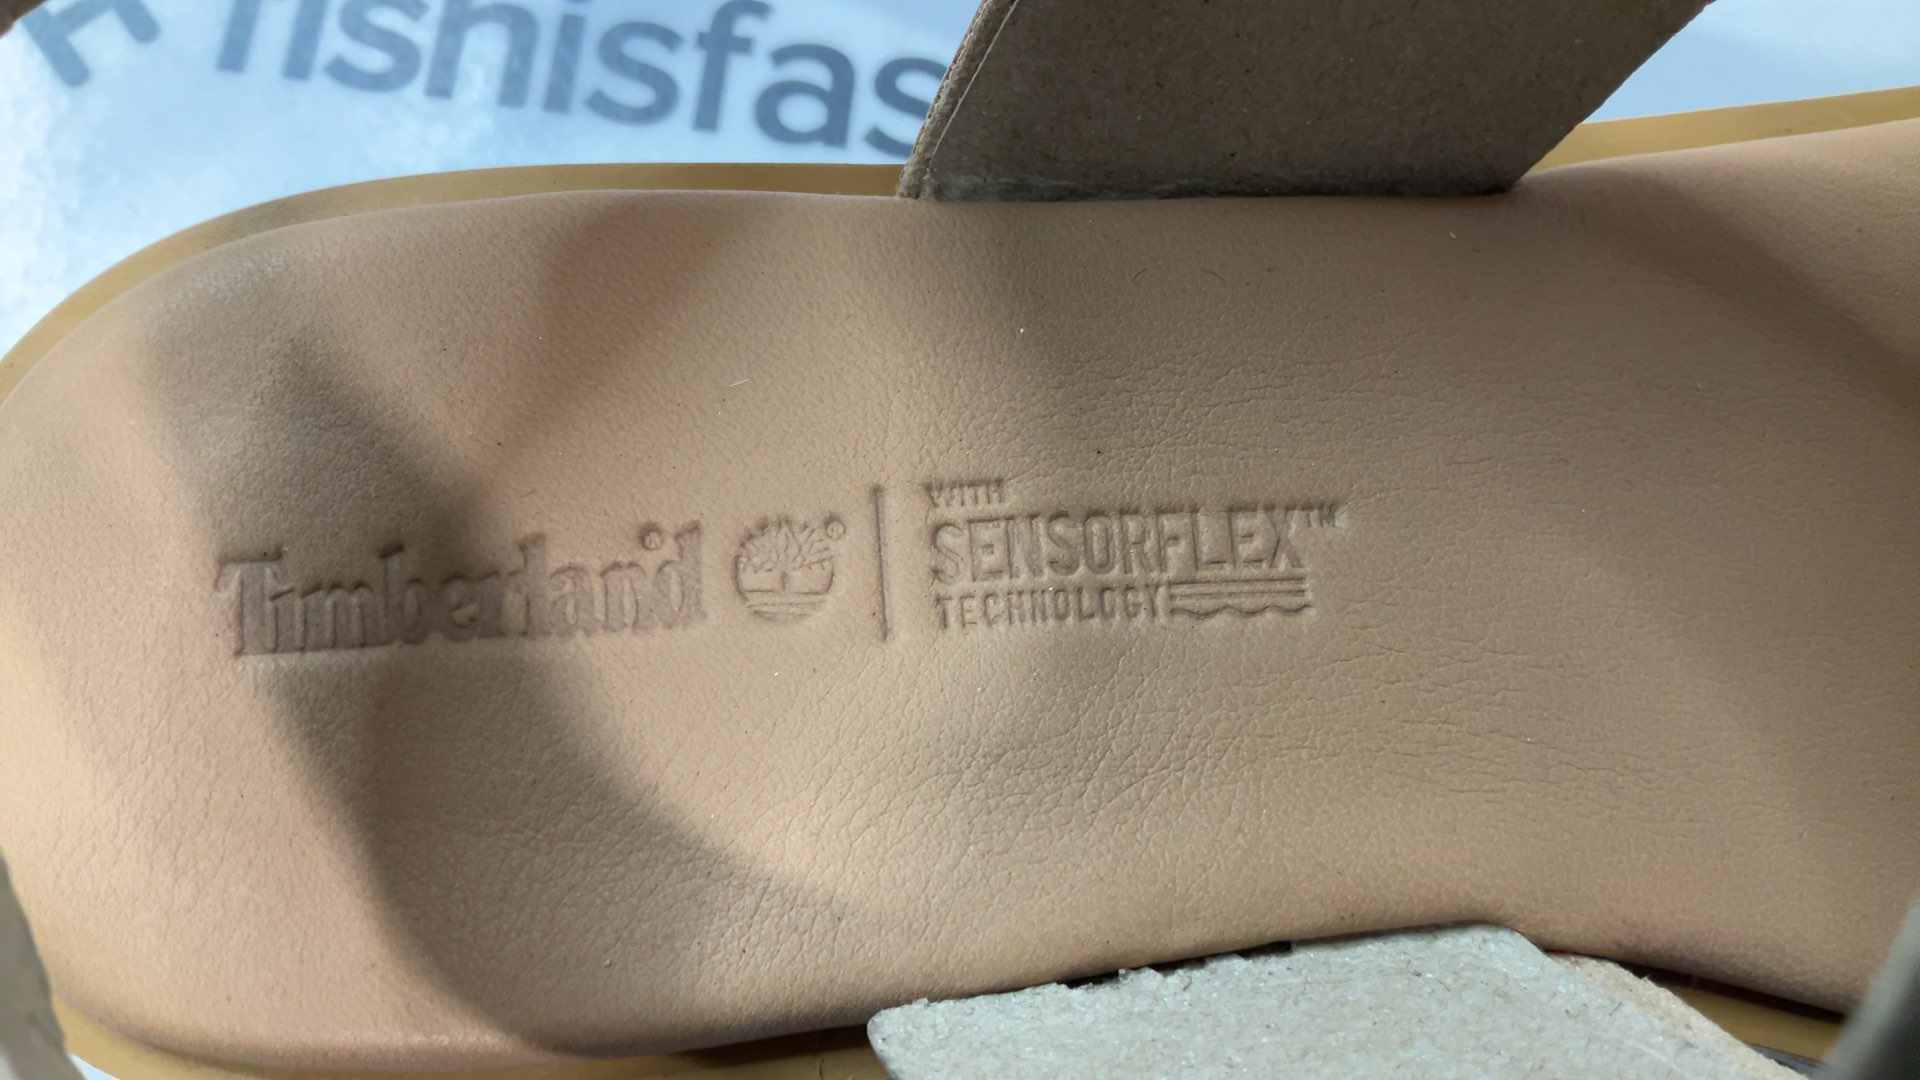 fishisfas
Timberland ®
WITH
SENSORFLEX™
TECHNOLOGY